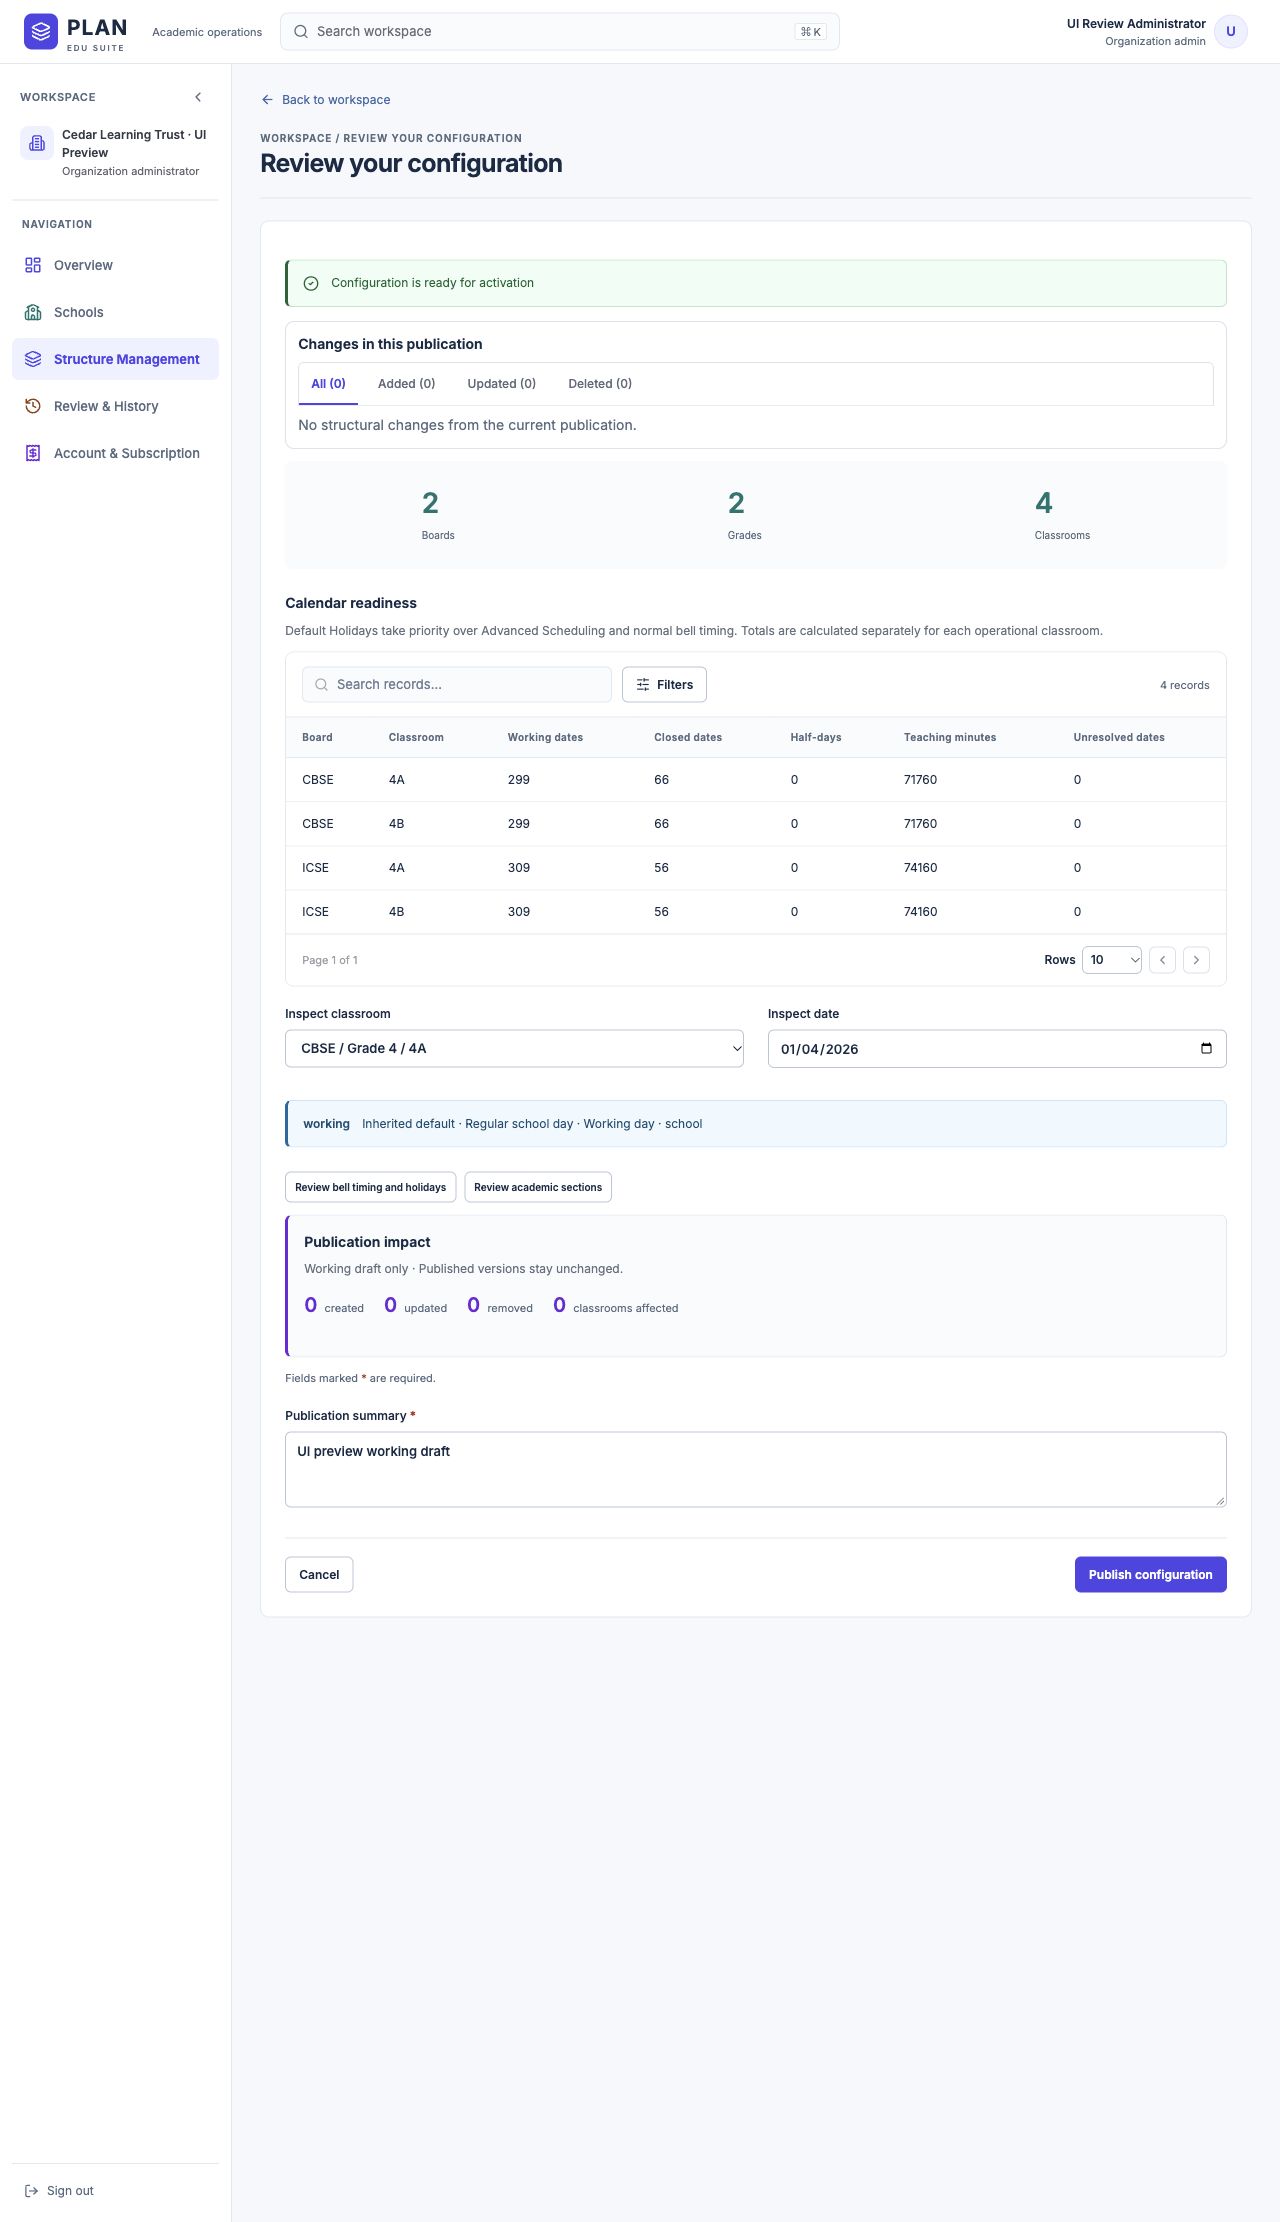 PLAN
EDU SUITE
Academic operations
Search workspace
⌘ K
UI Review Administrator
Organization admin
U
WORKSPACE
Cedar Learning Trust · UI
Preview
Organization administrator
NAVIGATION
Overview
Schools
Structure Management
Review & History
Account & Subscription
Sign out
Back to workspace
WORKSPACE / REVIEW YOUR CONFIGURATION
Review your configuration
Configuration is ready for activation
Changes in this publication
All (0) Added (0) Updated (0) Deleted (0)
No structural changes from the current publication.
2 2 4
Boards Grades Classrooms
Calendar readiness
Default Holidays take priority over Advanced Scheduling and normal bell timing. Totals are calculated separately for each operational classroom.
Search records... Filters 4 records
Board Classroom Working dates Closed dates Half-days Teaching minutes Unresolved dates
CBSE 4A 299 66 0 71760 0
CBSE 4B 299 66 0 71760 0
ICSE 4A 309 56 0 74160 0
ICSE 4B 309 56 0 74160 0
Page 1 of 1 Rows 10
Inspect classroom Inspect date
CBSE / Grade 4 / 4A 01/04/2026
working Inherited default · Regular school day · Working day · school
Review bell timing and holidays Review academic sections
Publication impact
Working draft only · Published versions stay unchanged.
0 created 0 updated 0 removed 0 classrooms affected
Fields marked * are required.
Publication summary *
UI preview working draft
Cancel Publish configuration